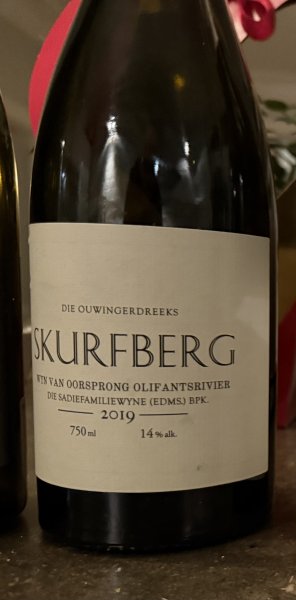 DIE OUWINGERDREEKS
SKURFBERG
WYN VAN OORSPRONG OLIFANTSRIVIER
DIE SADIEFAMILIEWYNE (EDMS.) BPK.
2019
750 ml 14 % alk.